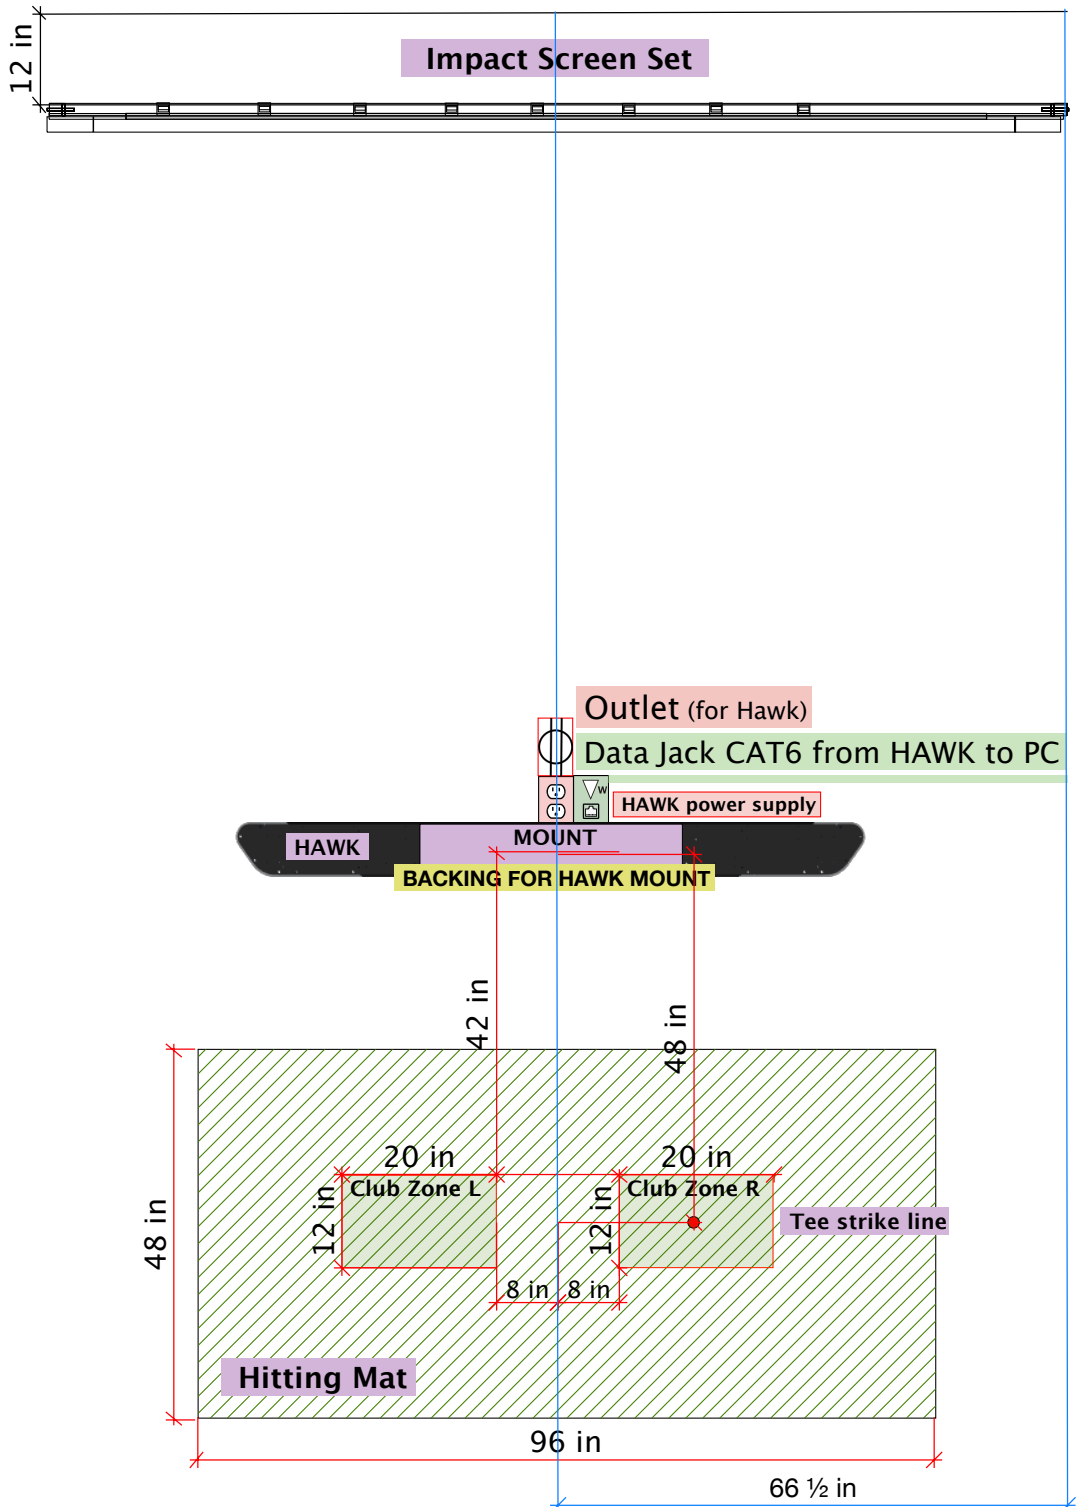 12 in
Impact Screen Set
Outlet (for Hawk)
Data Jack CAT6 from HAWK to PC
W
HAWK power supply
MOUNT
HAWK
BACKING FOR HAWK MOUNT
42 in
48 in
20 in
20 in
Club Zone L
Club Zone R
12 in
12 in
Tee strike line
48 in
8 in
8 in
Hitting Mat
96 in
66 ½ in